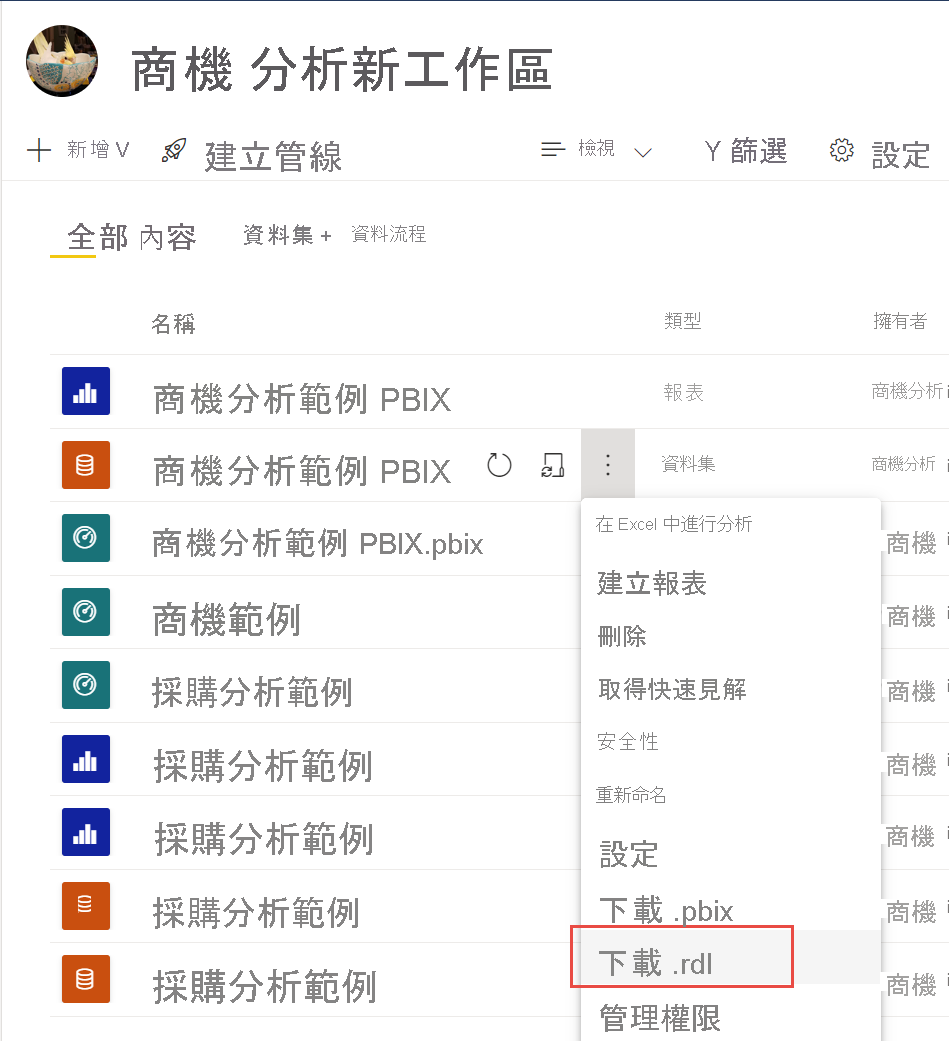 商機 分析新工作區
新增 V 建立管線 檢視 Y 篩選 設定
全部 內容 資料集 + 資料流程
名稱 類型 擁有者
商機分析範例 PBIX 報表 商機分析
商機分析範例 PBIX 資料集 商機分析
在 Excel 中進行分析
商機分析範例 PBIX.pbix 商機
建立報表
商機範例 商機
刪除
採購分析範例 取得快速見解 商機
安全性
採購分析範例 商機
重新命名
採購分析範例 設定 商機
採購分析範例 下載 .pbix 商機
下載 .rdl
採購分析範例 商機
管理權限